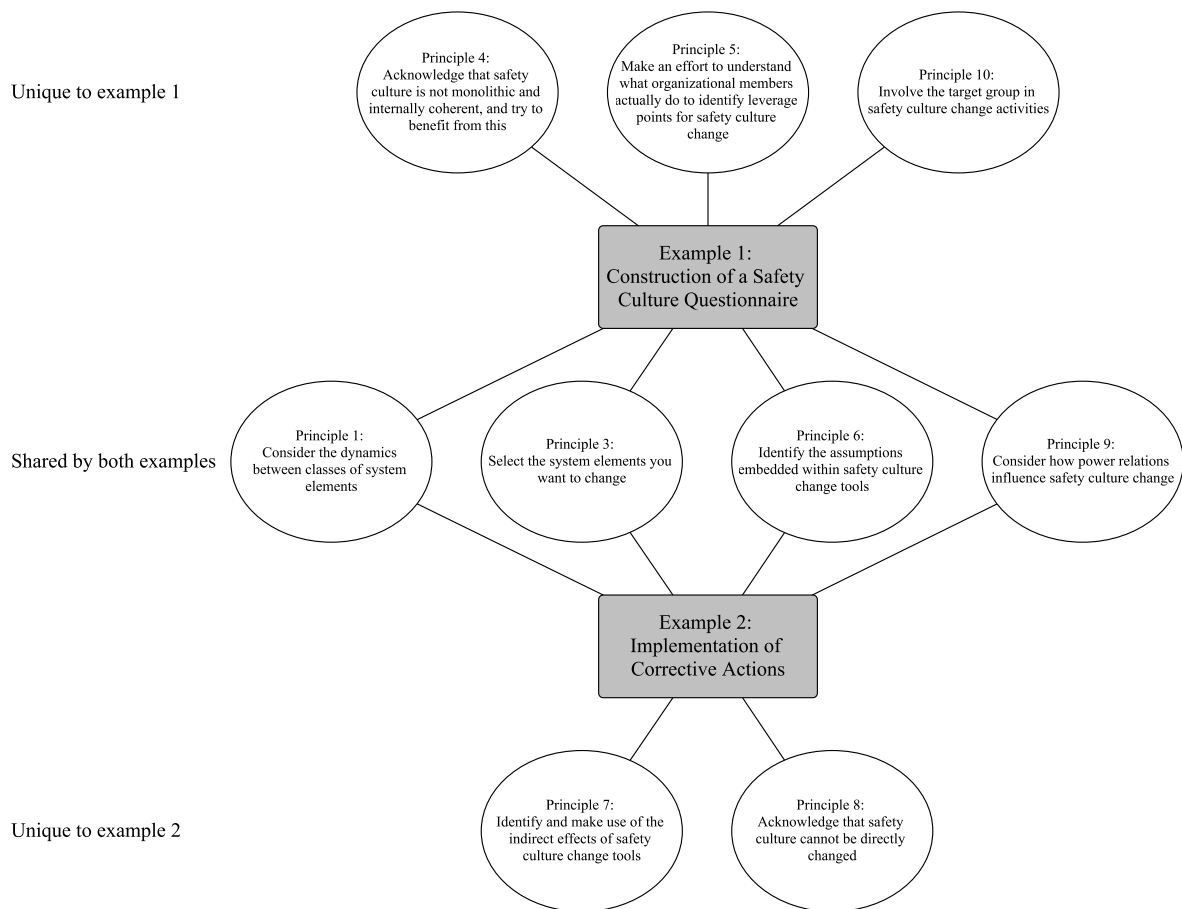 Unique to example 1
Principle 4:
Acknowledge that safety
culture is not monolithic and
internally coherent, and try to
benefit from this
Principle 5:
Make an effort to understand
what organizational members
actually do to identify leverage
points for safety culture
change
Principle 10:
Involve the target group in
safety culture change activities
Example 1:
Construction of a Safety
Culture Questionnaire
Shared by both examples
Principle 1:
Consider the dynamics
between classes of system
elements
Principle 3:
Select the system elements you
want to change
Principle 6:
Identify the assumptions
embedded within safety culture
change tools
Principle 9:
Consider how power relations
influence safety culture change
Example 2:
Implementation of
Corrective Actions
Unique to example 2
Principle 7:
Identify and make use of the
indirect effects of safety
culture change tools
Principle 8:
Acknowledge that safety
culture cannot be directly
changed